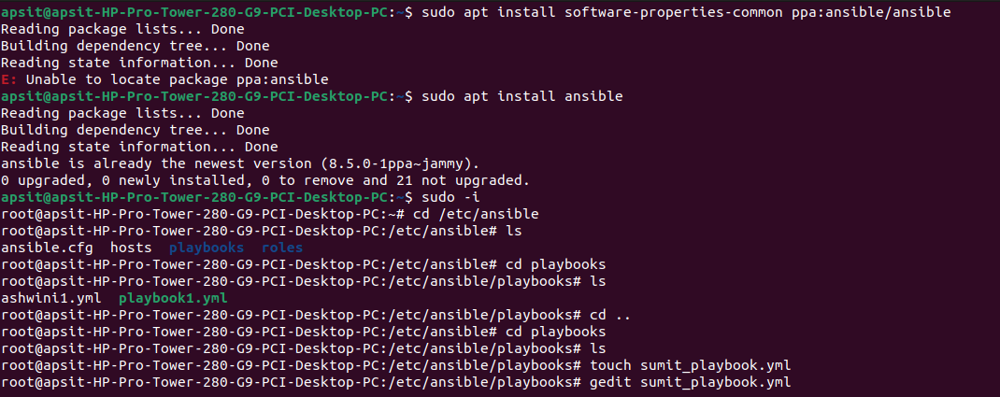 apsit@apsit-HP-Pro-Tower-280-G9-PCI-Desktop-PC:~$ sudo apt install software-properties-common ppa:ansible/ansible
Reading package lists... Done
Building dependency tree... Done
Reading state information... Done
E: Unable to locate package ppa:ansible
apsit@apsit-HP-Pro-Tower-280-G9-PCI-Desktop-PC:~$ sudo apt install ansible
Reading package lists... Done
Building dependency tree... Done
Reading state information... Done
ansible is already the newest version (8.5.0-1ppa~jammy).
0 upgraded, 0 newly installed, 0 to remove and 21 not upgraded.
apsit@apsit-HP-Pro-Tower-280-G9-PCI-Desktop-PC:~$ sudo -i
root@apsit-HP-Pro-Tower-280-G9-PCI-Desktop-PC:~# cd /etc/ansible
root@apsit-HP-Pro-Tower-280-G9-PCI-Desktop-PC:/etc/ansible# ls
ansible.cfg  hosts  playbooks  roles
root@apsit-HP-Pro-Tower-280-G9-PCI-Desktop-PC:/etc/ansible# cd playbooks
root@apsit-HP-Pro-Tower-280-G9-PCI-Desktop-PC:/etc/ansible/playbooks# ls
ashwini1.yml  playbook1.yml
root@apsit-HP-Pro-Tower-280-G9-PCI-Desktop-PC:/etc/ansible/playbooks# cd ..
root@apsit-HP-Pro-Tower-280-G9-PCI-Desktop-PC:/etc/ansible# cd playbooks
root@apsit-HP-Pro-Tower-280-G9-PCI-Desktop-PC:/etc/ansible/playbooks# ls
root@apsit-HP-Pro-Tower-280-G9-PCI-Desktop-PC:/etc/ansible/playbooks# touch sumit_playbook.yml
root@apsit-HP-Pro-Tower-280-G9-PCI-Desktop-PC:/etc/ansible/playbooks# gedit sumit_playbook.yml